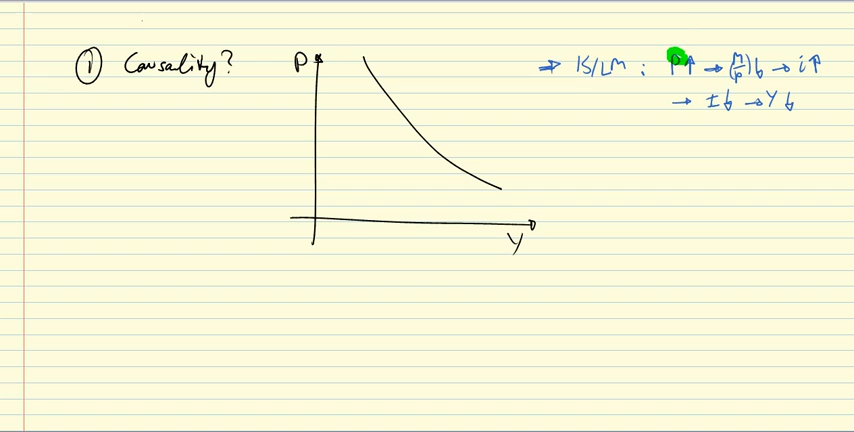 ① Causality?
P
⇒ IS/LM : P↑ → (M/P)↓ → i↑
→ I↓ → Y↓
Y